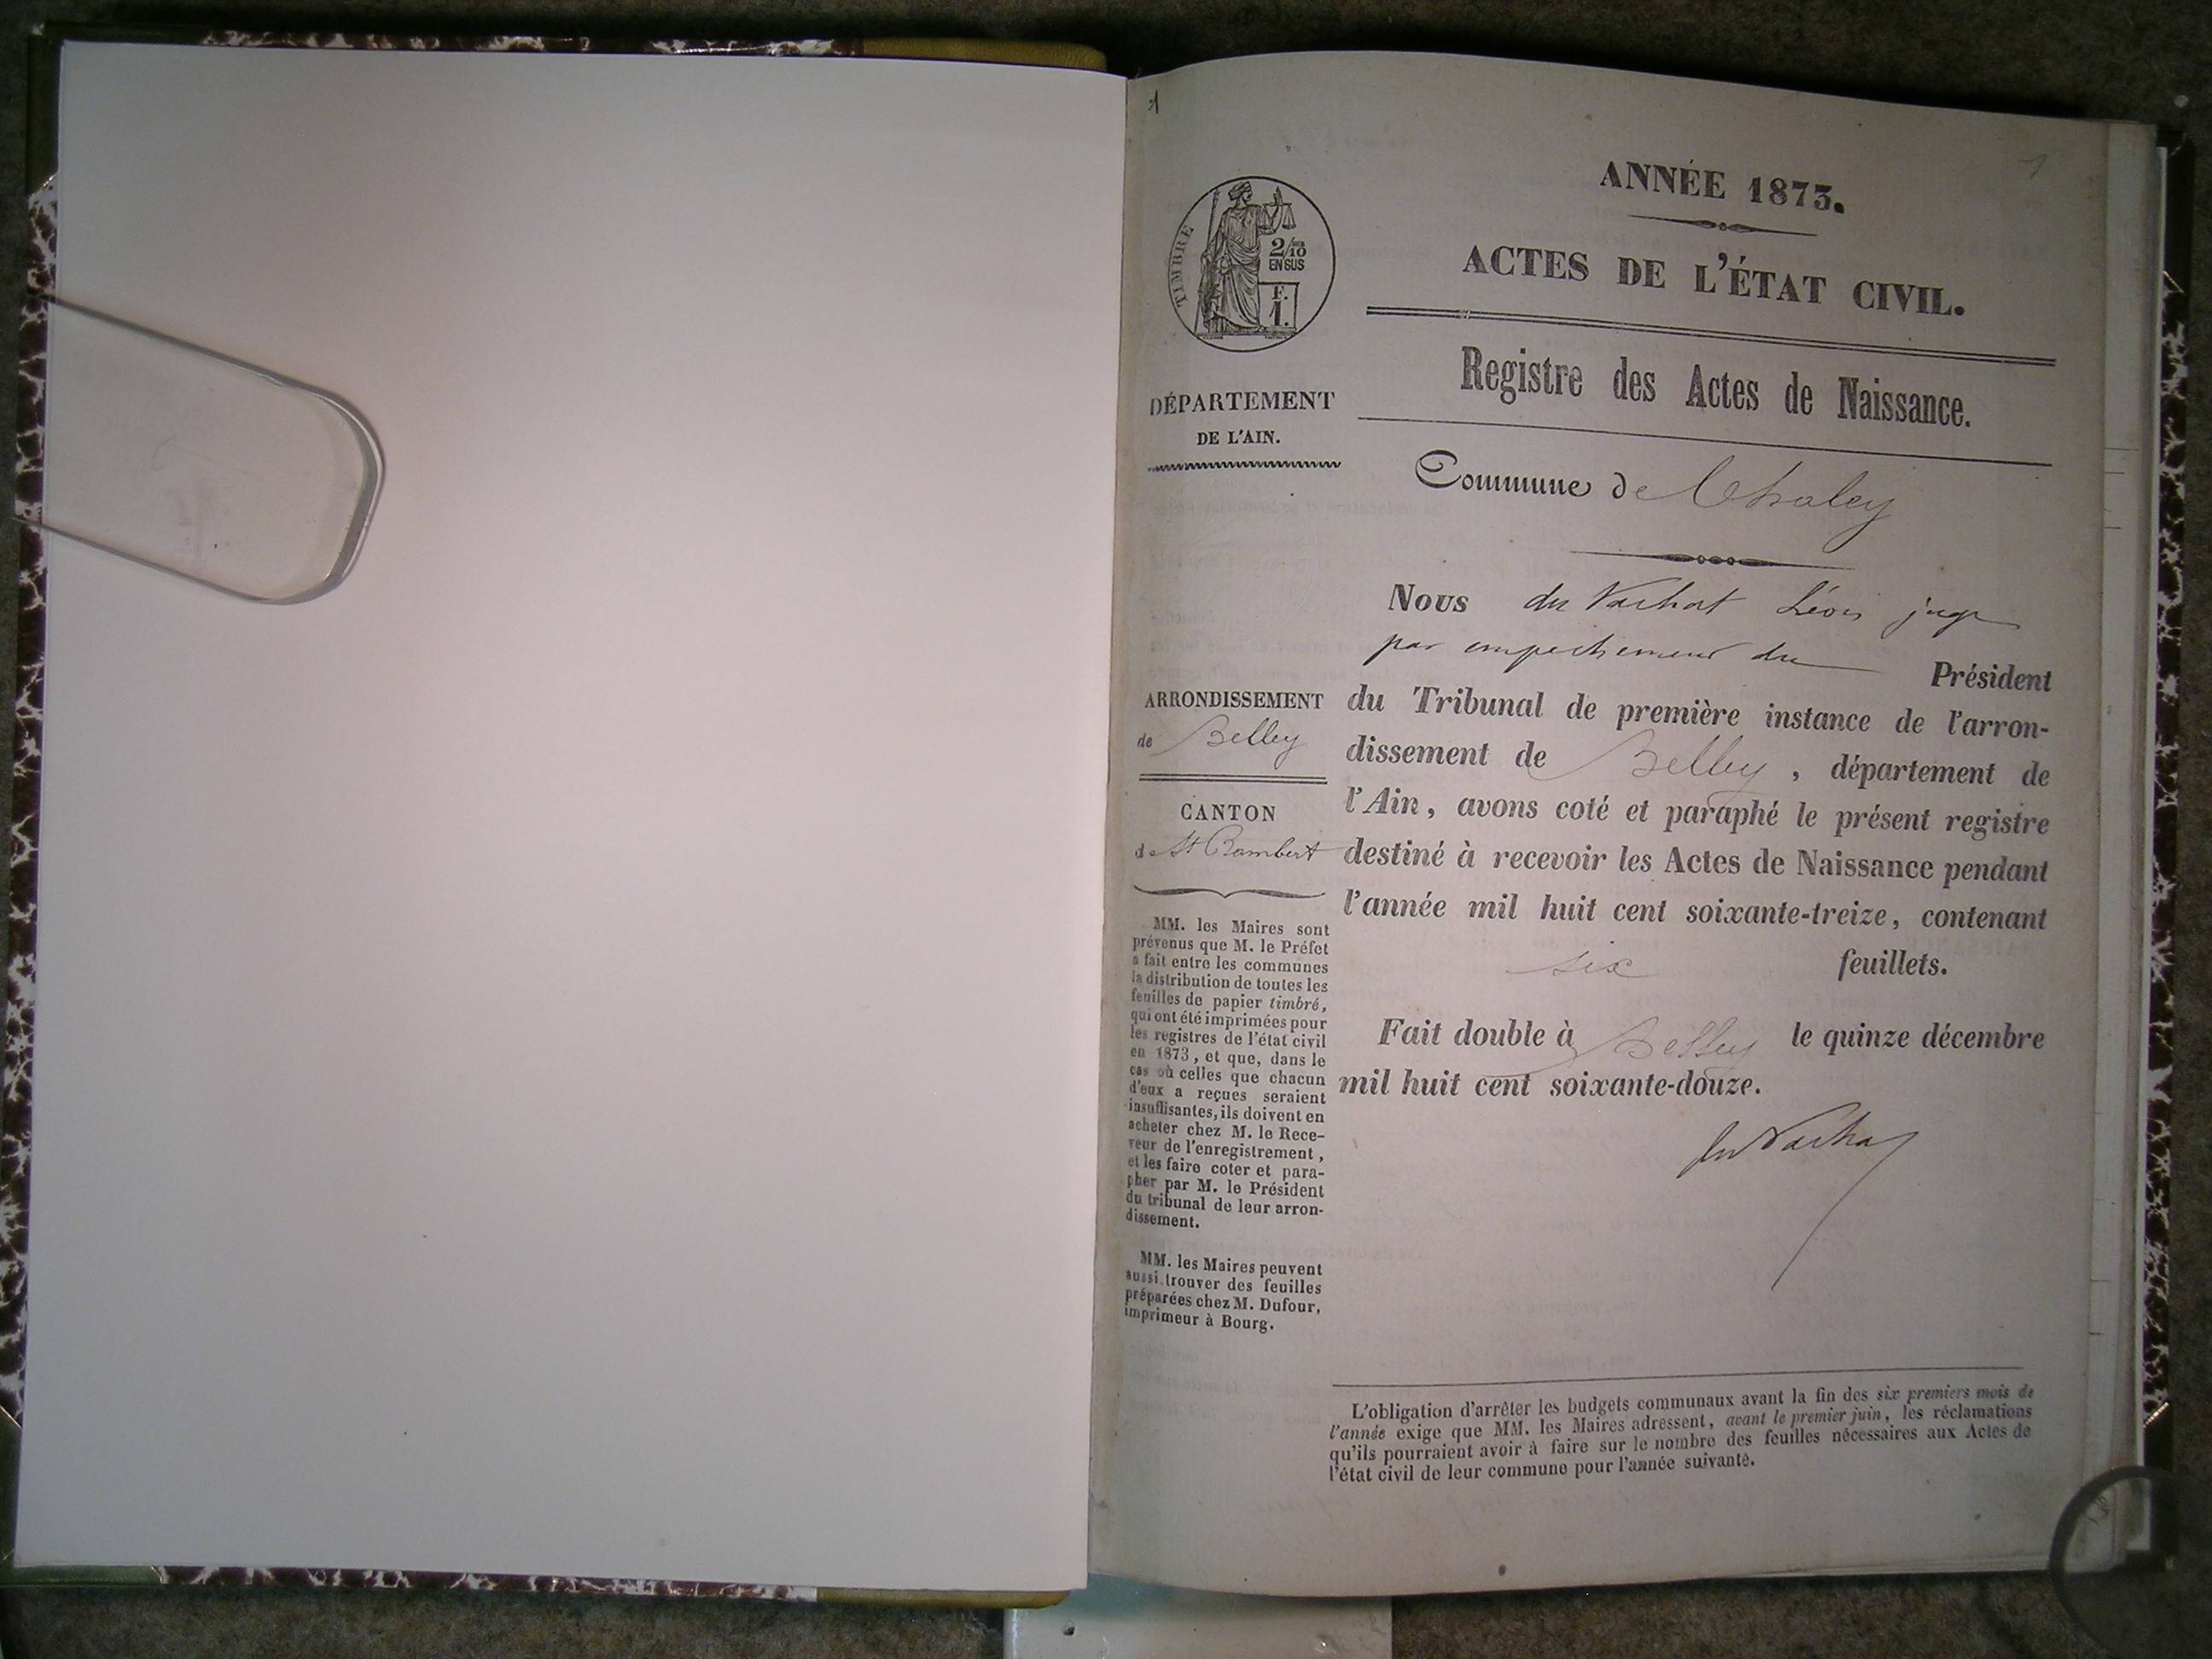 1
1
ANNÉE 1873.
ACTES DE L'ÉTAT CIVIL.
TIMBRE
2/10
EN SUS
F.
1.
Registre des Actes de Naissance.
DÉPARTEMENT
DE L'AIN.
Commune de Chaley
Nous du Vachat Léon juge
par empechement du Président
ARRONDISSEMENT
de Belley
CANTON
de St Rambert
du Tribunal de première instance de l'arron-
dissement de Belley, département de
l'Ain, avons coté et paraphé le présent registre
destiné à recevoir les Actes de Naissance pendant
l'année mil huit cent soixante-treize, contenant
six feuillets.
Fait double à Belley le quinze décembre
mil huit cent soixante-douze.
du Vachat
MM. les Maires sont
prévenus que M. le Préfet
a fait entre les communes
la distribution de toutes les
feuilles de papier timbré,
qui ont été imprimées pour
les registres de l'état civil
en 1873, et que, dans le
cas où celles que chacun
d'eux a reçues seraient
insuffisantes, ils doivent en
acheter chez M. le Rece-
veur de l'enregistrement,
et les faire coter et para-
pher par M. le Président
du tribunal de leur arron-
dissement.
MM. les Maires peuvent
aussi trouver des feuilles
préparées chez M. Dufour,
imprimeur à Bourg.
L'obligation d'arrêter les budgets communaux avant la fin des six premiers mois de
l'année exige que MM. les Maires adressent, avant le premier juin, les réclamations
qu'ils pourraient avoir à faire sur le nombre des feuilles nécessaires aux Actes de
l'état civil de leur commune pour l'année suivante.